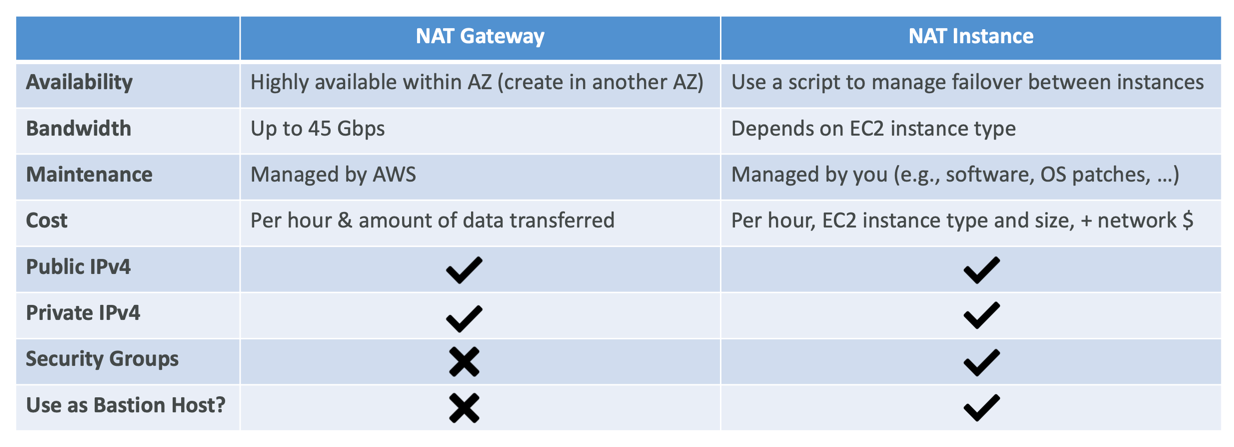 NAT Gateway NAT Instance
Availability Highly available within AZ (create in another AZ) Use a script to manage failover between instances
Bandwidth Up to 45 Gbps Depends on EC2 instance type
Maintenance Managed by AWS Managed by you (e.g., software, OS patches, …)
Cost Per hour & amount of data transferred Per hour, EC2 instance type and size, + network $
Public IPv4 ✔ ✔
Private IPv4 ✔ ✔
Security Groups ✖ ✔
Use as Bastion Host? ✖ ✔